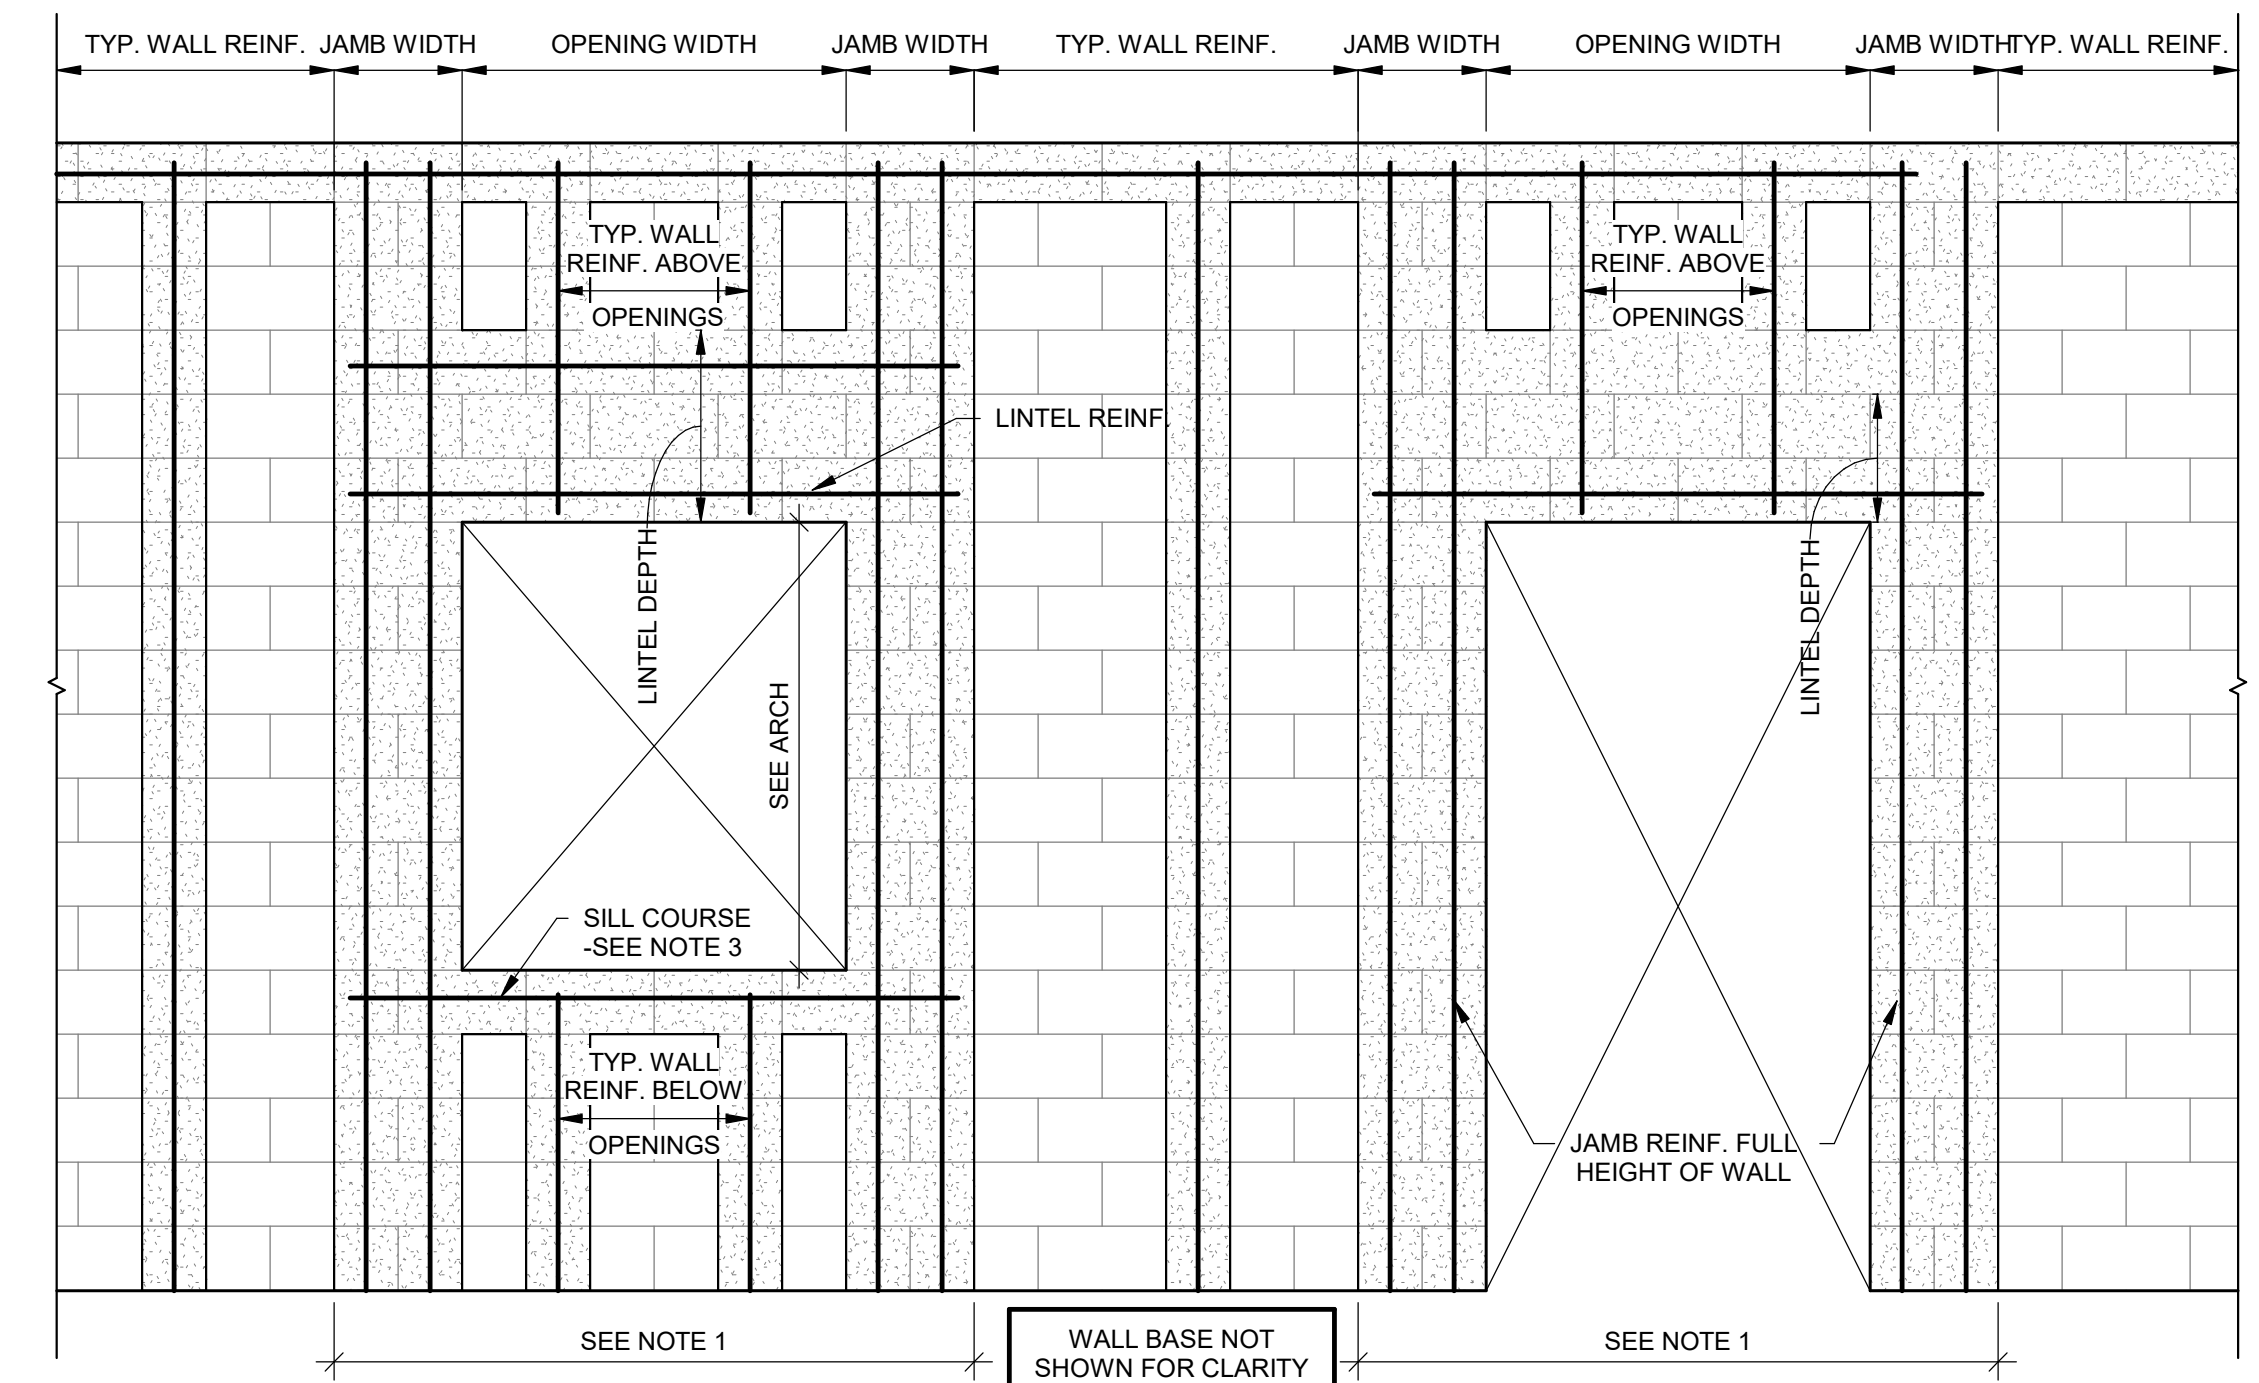 TYP. WALL REINF.
JAMB WIDTH
OPENING WIDTH
JAMB WIDTH
TYP. WALL REINF.
JAMB WIDTH
OPENING WIDTH
JAMB WIDTH
TYP. WALL REINF.
TYP. WALL
REINF. ABOVE
OPENINGS
TYP. WALL
REINF. ABOVE
OPENINGS
LINTEL REINF.
LINTEL DEPTH
LINTEL DEPTH
SEE ARCH
SILL COURSE
-SEE NOTE 3
TYP. WALL
REINF. BELOW
OPENINGS
JAMB REINF. FULL
HEIGHT OF WALL
SEE NOTE 1
WALL BASE NOT
SHOWN FOR CLARITY
SEE NOTE 1